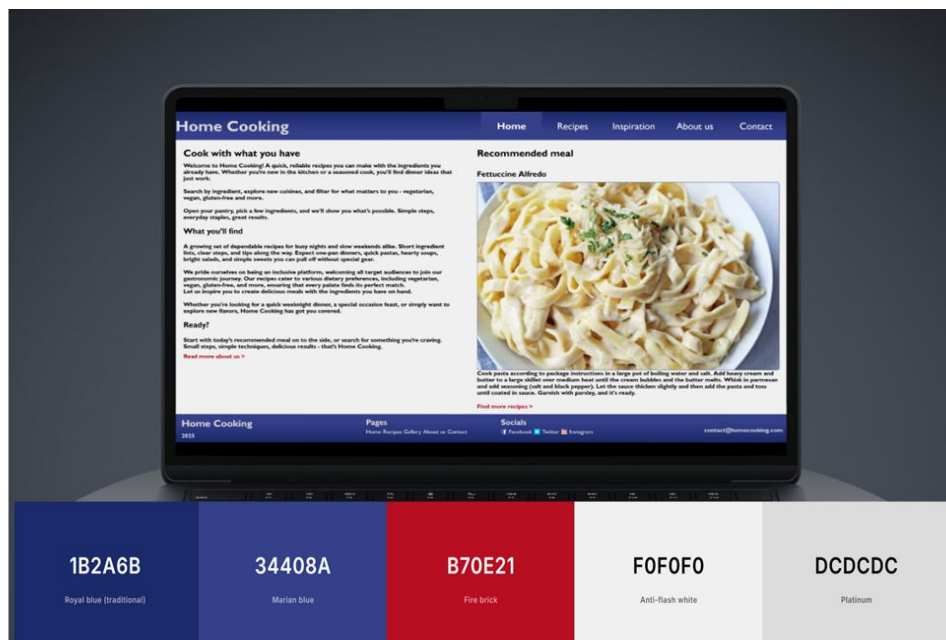 Home Cooking
Home Recipes Inspiration About us Contact
Cook with what you have
Welcome to Home Cooking! A quick, reliable recipes you can make with the ingredients you
already have. Whether you're new in the kitchen or a seasoned cook, you'll find dinner ideas that
just work.
Search by ingredient, explore new cuisines, and filter for what matters to you - vegetarian,
vegan, gluten-free and more.
Open your pantry, pick a few ingredients, and we'll show you what's possible. Simple steps,
everyday staples, great results.
What you'll find
A growing set of dependable recipes for busy nights and slow weekends alike. Short ingredient
lists, clear steps, and tips along the way. Expect one-pan dinners, quick pastas, hearty soups,
bright salads, and simple sweets you can pull off without special gear.
We pride ourselves on being an inclusive platform, welcoming all target audiences to join our
gastronomic journey. Our recipes cater to various dietary preferences, including vegetarian,
vegan, gluten-free, and more, ensuring that every palate finds its perfect match.
Let us inspire you to create delicious meals with the ingredients you have on hand.
Whether you're looking for a quick weeknight dinner, a special occasion feast, or simply want to
explore new flavors, Home Cooking has got you covered.
Ready?
Start with today's recommended meal on to the side, or search for something you're craving.
Small steps, simple techniques, delicious results - that's Home Cooking.
Read more about us >
Recommended meal
Fettuccine Alfredo
Cook pasta according to package instructions in a large pot of boiling water and salt. Add heavy cream and
butter to a large skillet over medium heat until the cream bubbles and the butter melts. Whisk in parmesan
and add seasoning (salt and black pepper). Let the sauce thicken slightly and then add the pasta and toss
until coated in sauce. Garnish with parsley, and it's ready.
Find more recipes >
Home Cooking
2025
Pages
Home Recipes Gallery About us Contact
Socials
Facebook Twitter Instagram
contact@homecooking.com
1B2A6B
Royal blue (traditional)
34408A
Marian blue
B70E21
Fire brick
F0F0F0
Anti-flash white
DCDCDC
Platinum